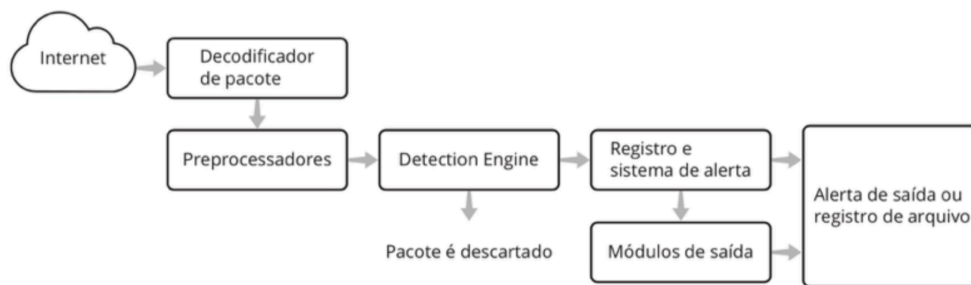 Internet
Decodificador
de pacote
Preprocessadores
Detection Engine
Registro e
sistema de alerta
Alerta de saída ou
registro de arquivo
Pacote é descartado
Módulos de saída